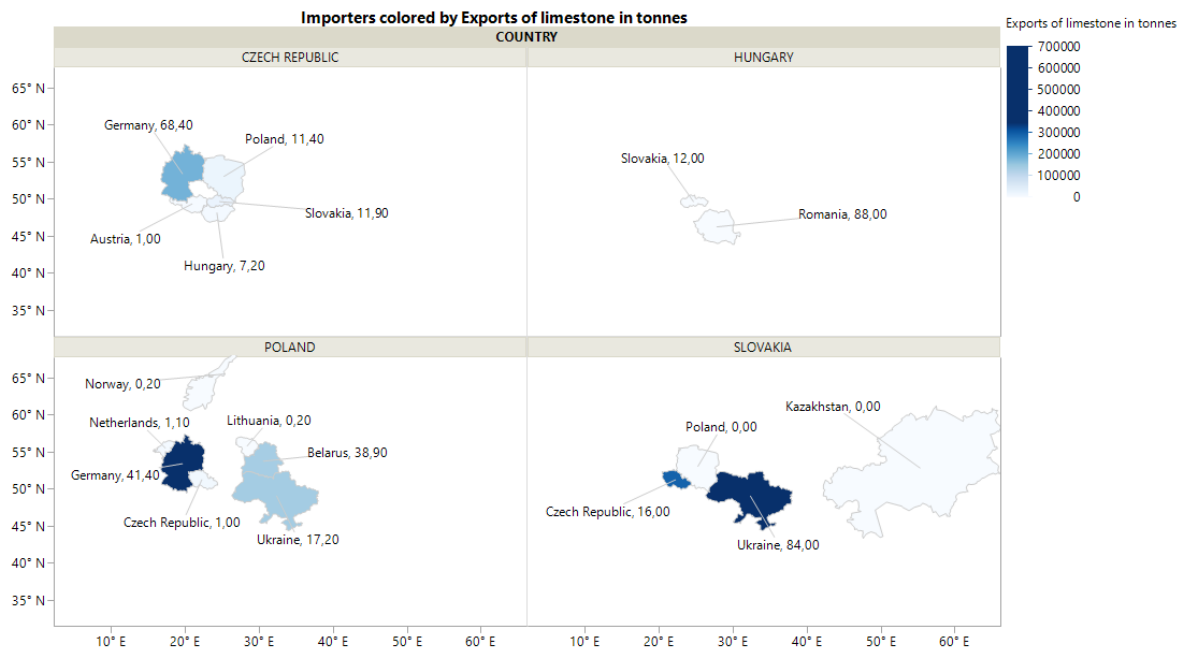 Importers colored by Exports of limestone in tonnes
COUNTRY
CZECH REPUBLIC
HUNGARY
65° N
60° N
55° N
50° N
45° N
40° N
35° N
Germany, 68,40
Poland, 11,40
Slovakia, 11,90
Austria, 1,00
Hungary, 7,20
Slovakia, 12,00
Romania, 88,00
POLAND
SLOVAKIA
65° N
60° N
55° N
50° N
45° N
40° N
35° N
Norway, 0,20
Netherlands, 1,10
Lithuania, 0,20
Belarus, 38,90
Germany, 41,40
Czech Republic, 1,00
Ukraine, 17,20
Kazakhstan, 0,00
Poland, 0,00
Czech Republic, 16,00
Ukraine, 84,00
10° E
20° E
30° E
40° E
50° E
60° E
10° E
20° E
30° E
40° E
50° E
60° E
Exports of limestone in tonnes
700000
600000
500000
400000
300000
200000
100000
0